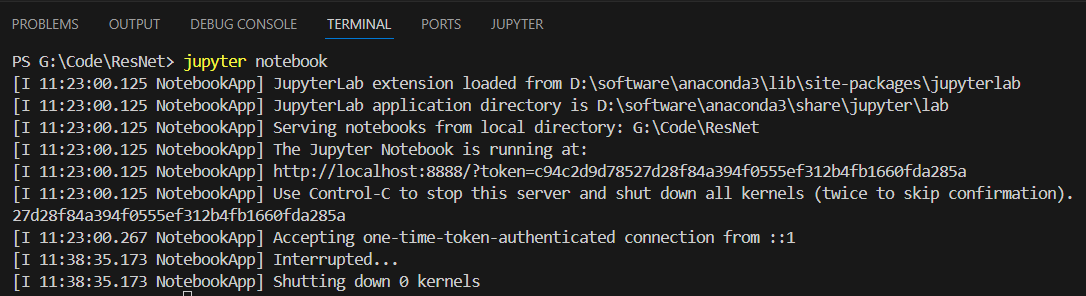 PROBLEMS OUTPUT DEBUG CONSOLE TERMINAL PORTS JUPYTER
PS G:\Code\ResNet> jupyter notebook
[I 11:23:00.125 NotebookApp] JupyterLab extension loaded from D:\software\anaconda3\lib\site-packages\jupyterlab
[I 11:23:00.125 NotebookApp] JupyterLab application directory is D:\software\anaconda3\share\jupyter\lab
[I 11:23:00.125 NotebookApp] Serving notebooks from local directory: G:\Code\ResNet
[I 11:23:00.125 NotebookApp] The Jupyter Notebook is running at:
[I 11:23:00.125 NotebookApp] http://localhost:8888/?token=c94c2d9d78527d28f84a394f0555ef312b4fb1660fda285a
[I 11:23:00.125 NotebookApp] Use Control-C to stop this server and shut down all kernels (twice to skip confirmation).
27d28f84a394f0555ef312b4fb1660fda285a
[I 11:23:00.267 NotebookApp] Accepting one-time-token-authenticated connection from ::1
[I 11:38:35.173 NotebookApp] Interrupted...
[I 11:38:35.173 NotebookApp] Shutting down 0 kernels